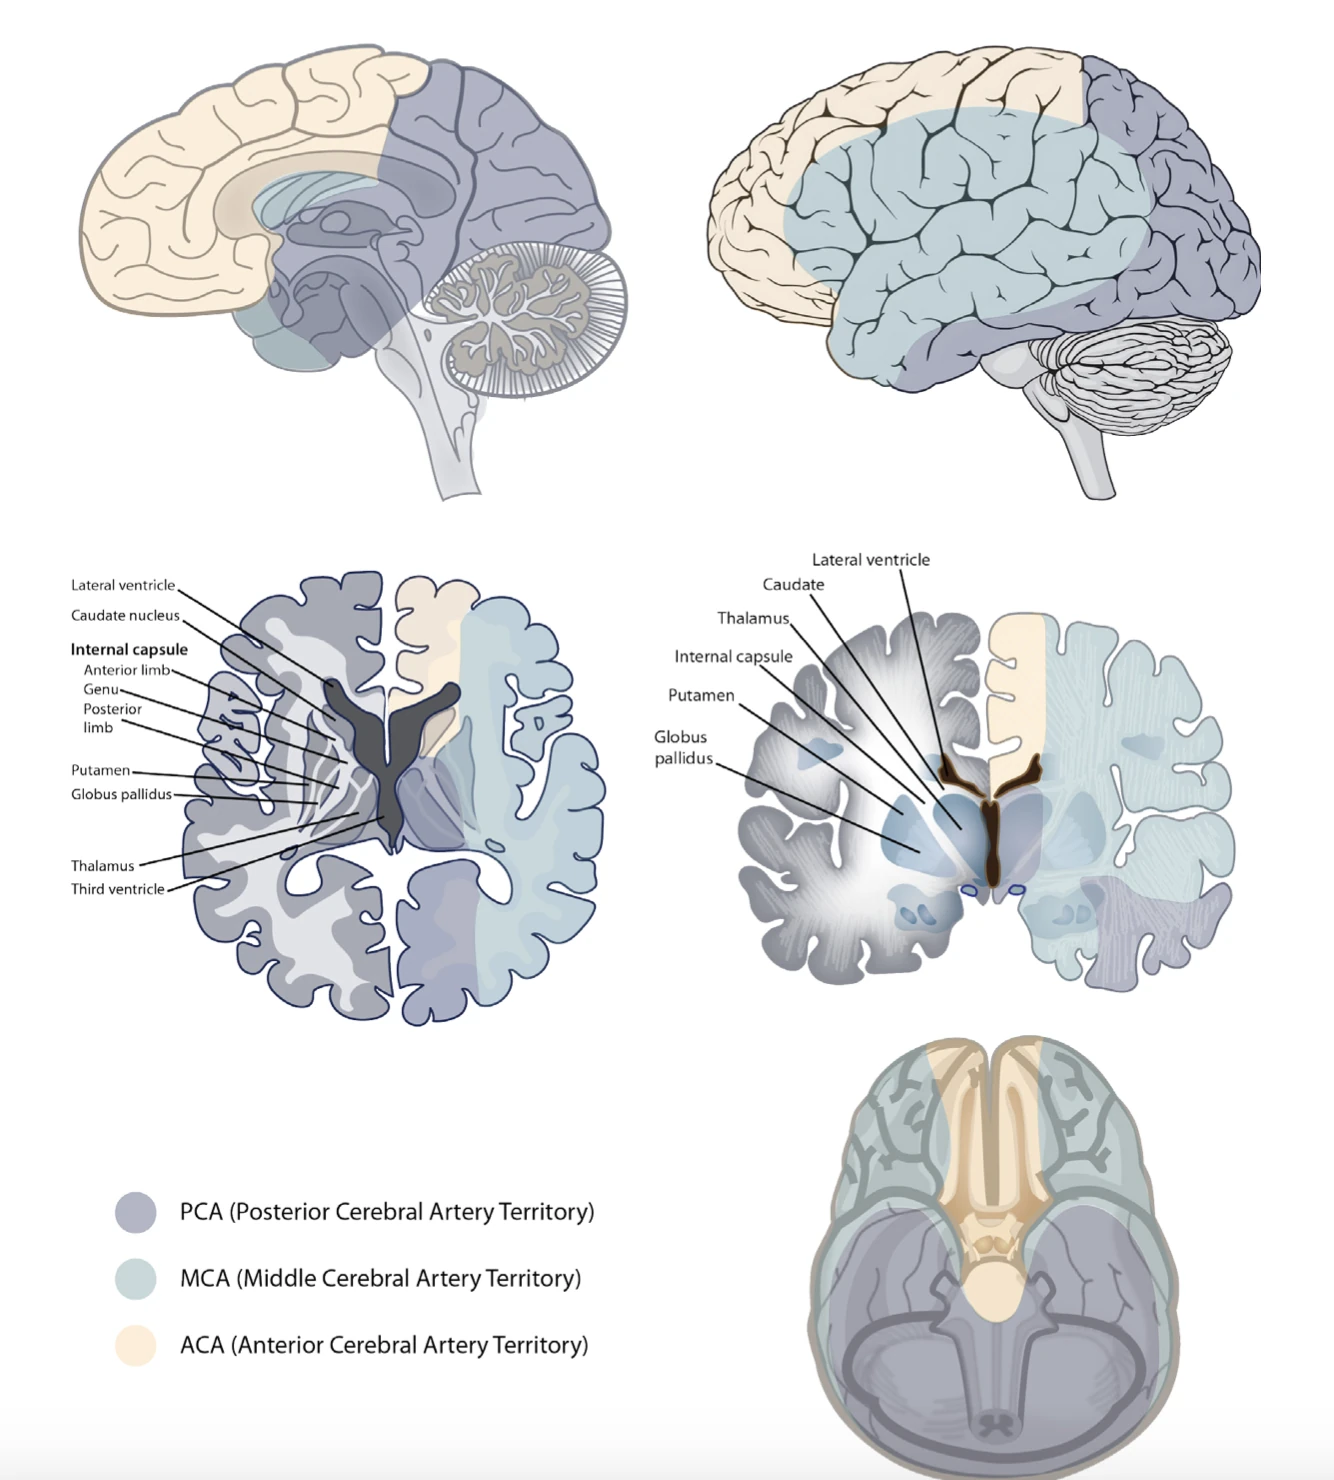 Lateral ventricle
Caudate nucleus
Internal capsule
Anterior limb
Genu
Posterior
limb
Putamen
Globus pallidus
Thalamus
Third ventricle
Lateral ventricle
Caudate
Thalamus
Internal capsule
Putamen
Globus
pallidus
PCA (Posterior Cerebral Artery Territory)
MCA (Middle Cerebral Artery Territory)
ACA (Anterior Cerebral Artery Territory)